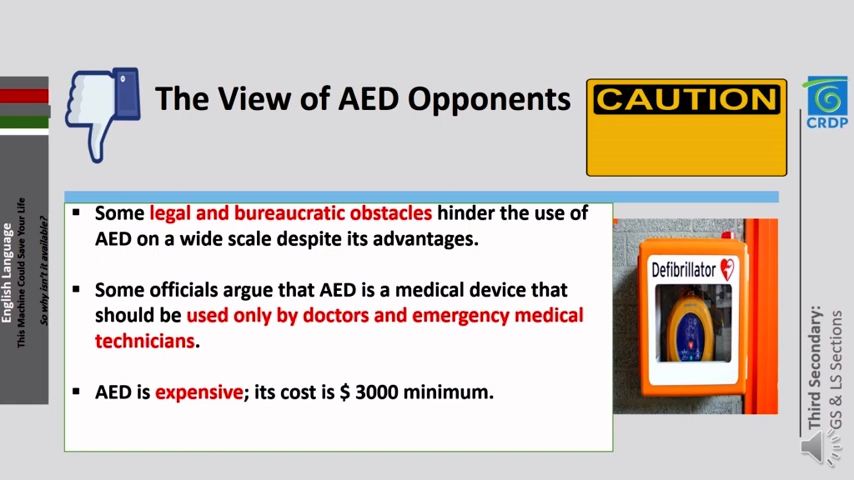 The View of AED Opponents
CAUTION
CRDP
▪ Some legal and bureaucratic obstacles hinder the use of
AED on a wide scale despite its advantages.
▪ Some officials argue that AED is a medical device that
should be used only by doctors and emergency medical
technicians.
▪ AED is expensive; its cost is $ 3000 minimum.
Defibrillator
English Language
This Machine Could Save Your Life
So why isn't it available?
Third Secondary:
GS & LS Sections